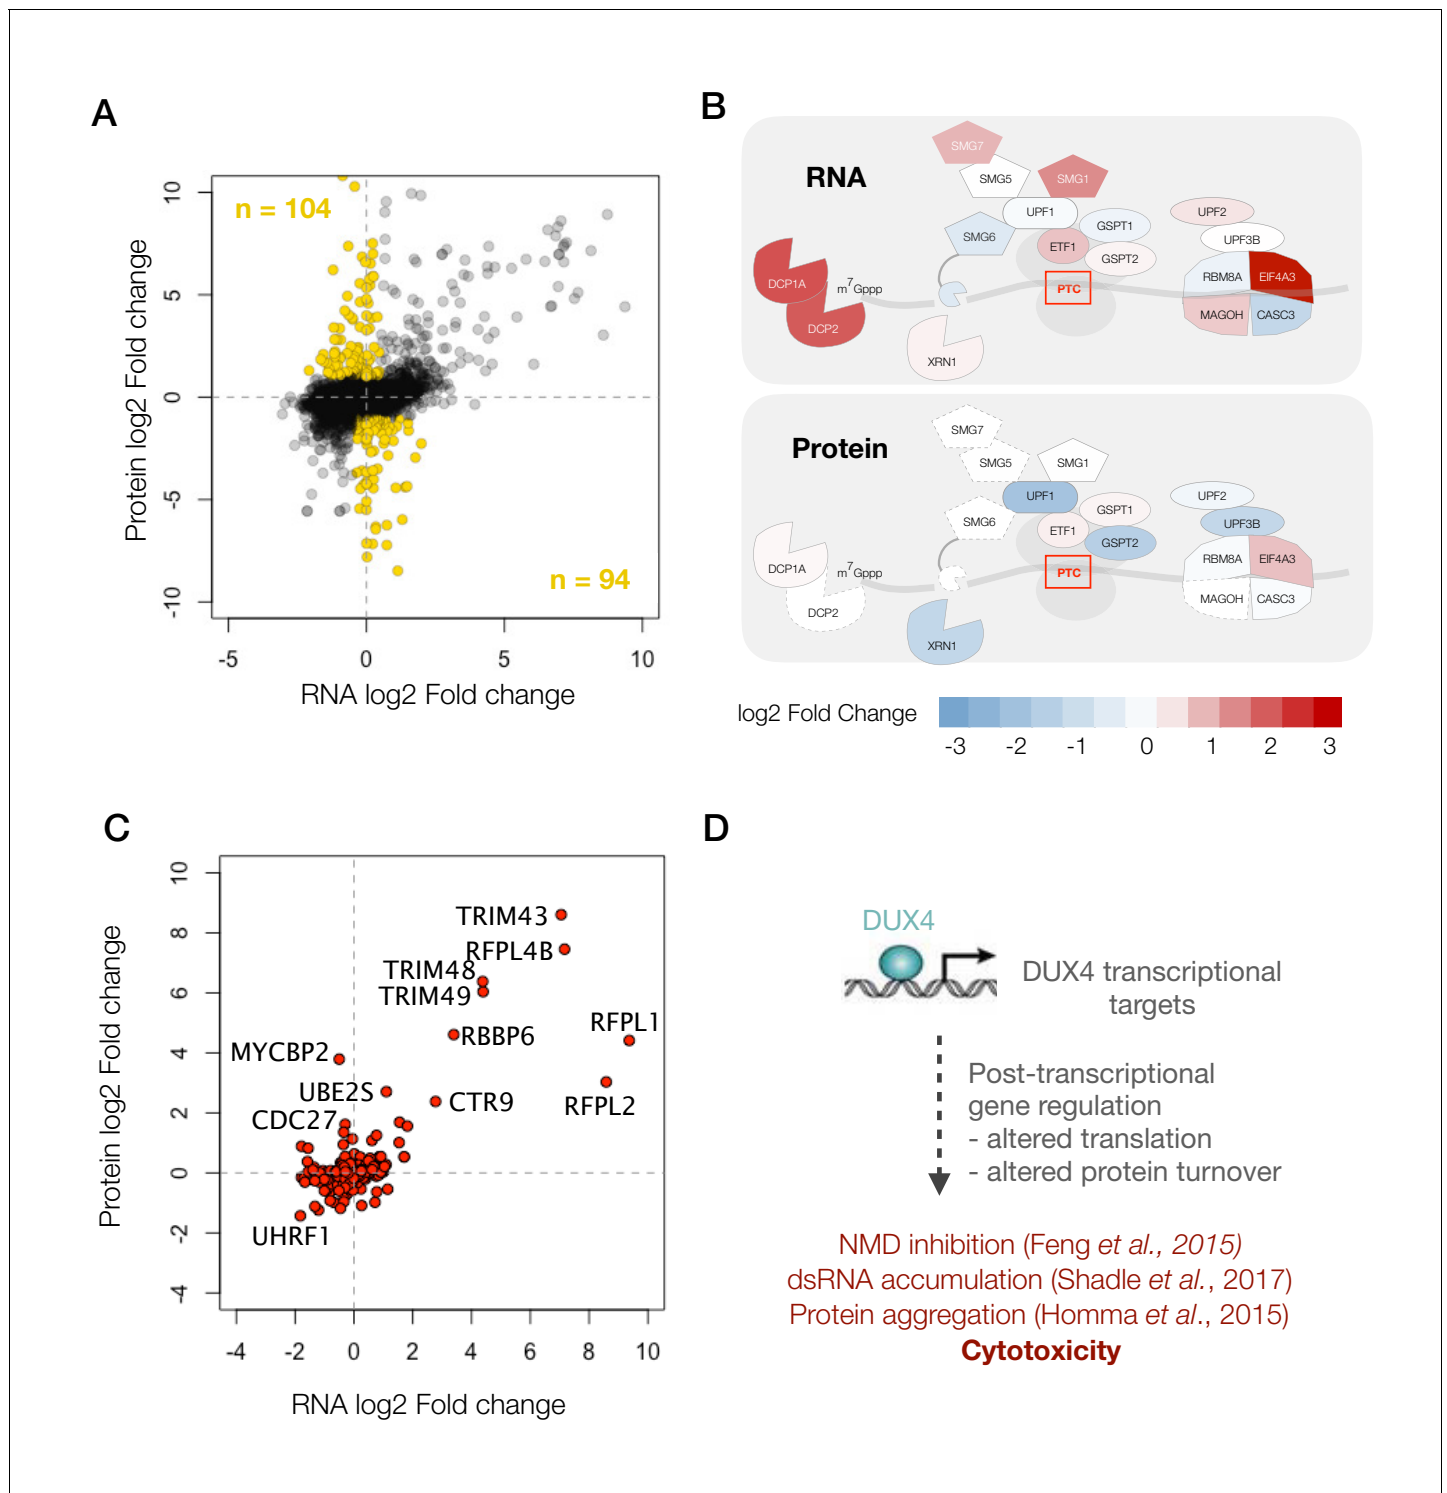 A
n = 104
n = 94
10
5
0
-5
-10
-5
0
5
10
Protein log2 Fold change
RNA log2 Fold change
B
RNA
SMG7
SMG5
SMG1
UPF1
SMG6
GSPT1
ETF1
GSPT2
UPF2
UPF3B
RBM8A
EIF4A3
MAGOH
CASC3
DCP1A
DCP2
m7Gppp
PTC
XRN1
Protein
SMG7
SMG5
SMG1
UPF1
SMG6
GSPT1
ETF1
GSPT2
UPF2
UPF3B
RBM8A
EIF4A3
MAGOH
CASC3
DCP1A
DCP2
m7Gppp
PTC
XRN1
log2 Fold Change
-3 -2 -1 0 1 2 3
C
TRIM43
RFPL4B
TRIM48
TRIM49
RBBP6
RFPL1
MYCBP2
UBE2S
CTR9
RFPL2
CDC27
UHRF1
10
8
6
4
2
0
-2
-4
-4 -2 0 2 4 6 8 10
Protein log2 Fold change
RNA log2 Fold change
D
DUX4
DUX4 transcriptional
targets
Post-transcriptional
gene regulation
- altered translation
- altered protein turnover
NMD inhibition (Feng et al., 2015)
dsRNA accumulation (Shadle et al., 2017)
Protein aggregation (Homma et al., 2015)
Cytotoxicity